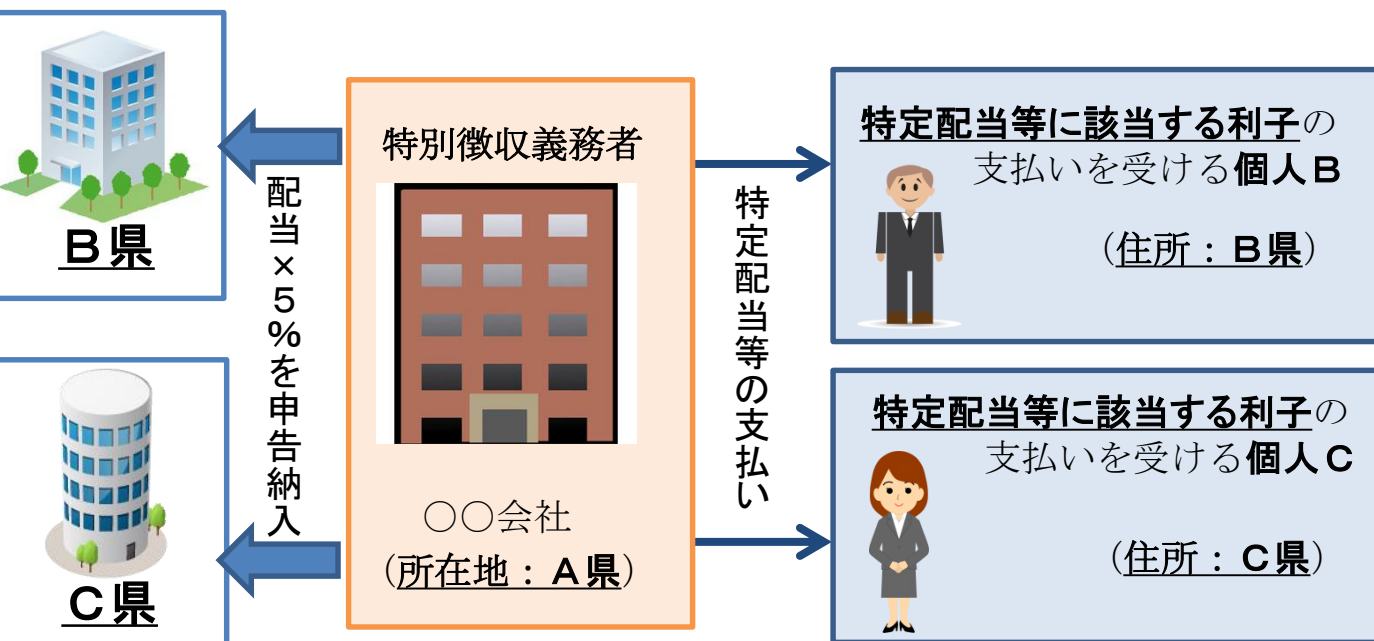 B県
C県
配当×5%を申告納入
特別徴収義務者
○○会社
（所在地：A県）
特定配当等の支払い
特定配当等に該当する利子の
支払いを受ける個人B
（住所：B県）
特定配当等に該当する利子の
支払いを受ける個人C
（住所：C県）